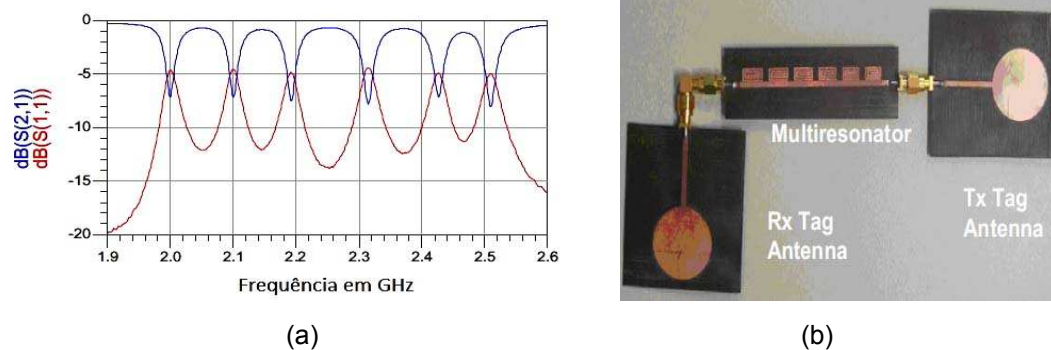 dB(S(2,1))
dB(S(1,1))
0
-5
-10
-15
-20
1.9 2.0 2.1 2.2 2.3 2.4 2.5 2.6
Frequência em GHz
(a)
Multiresonator
Rx Tag
Antenna
Tx Tag
Antenna
(b)